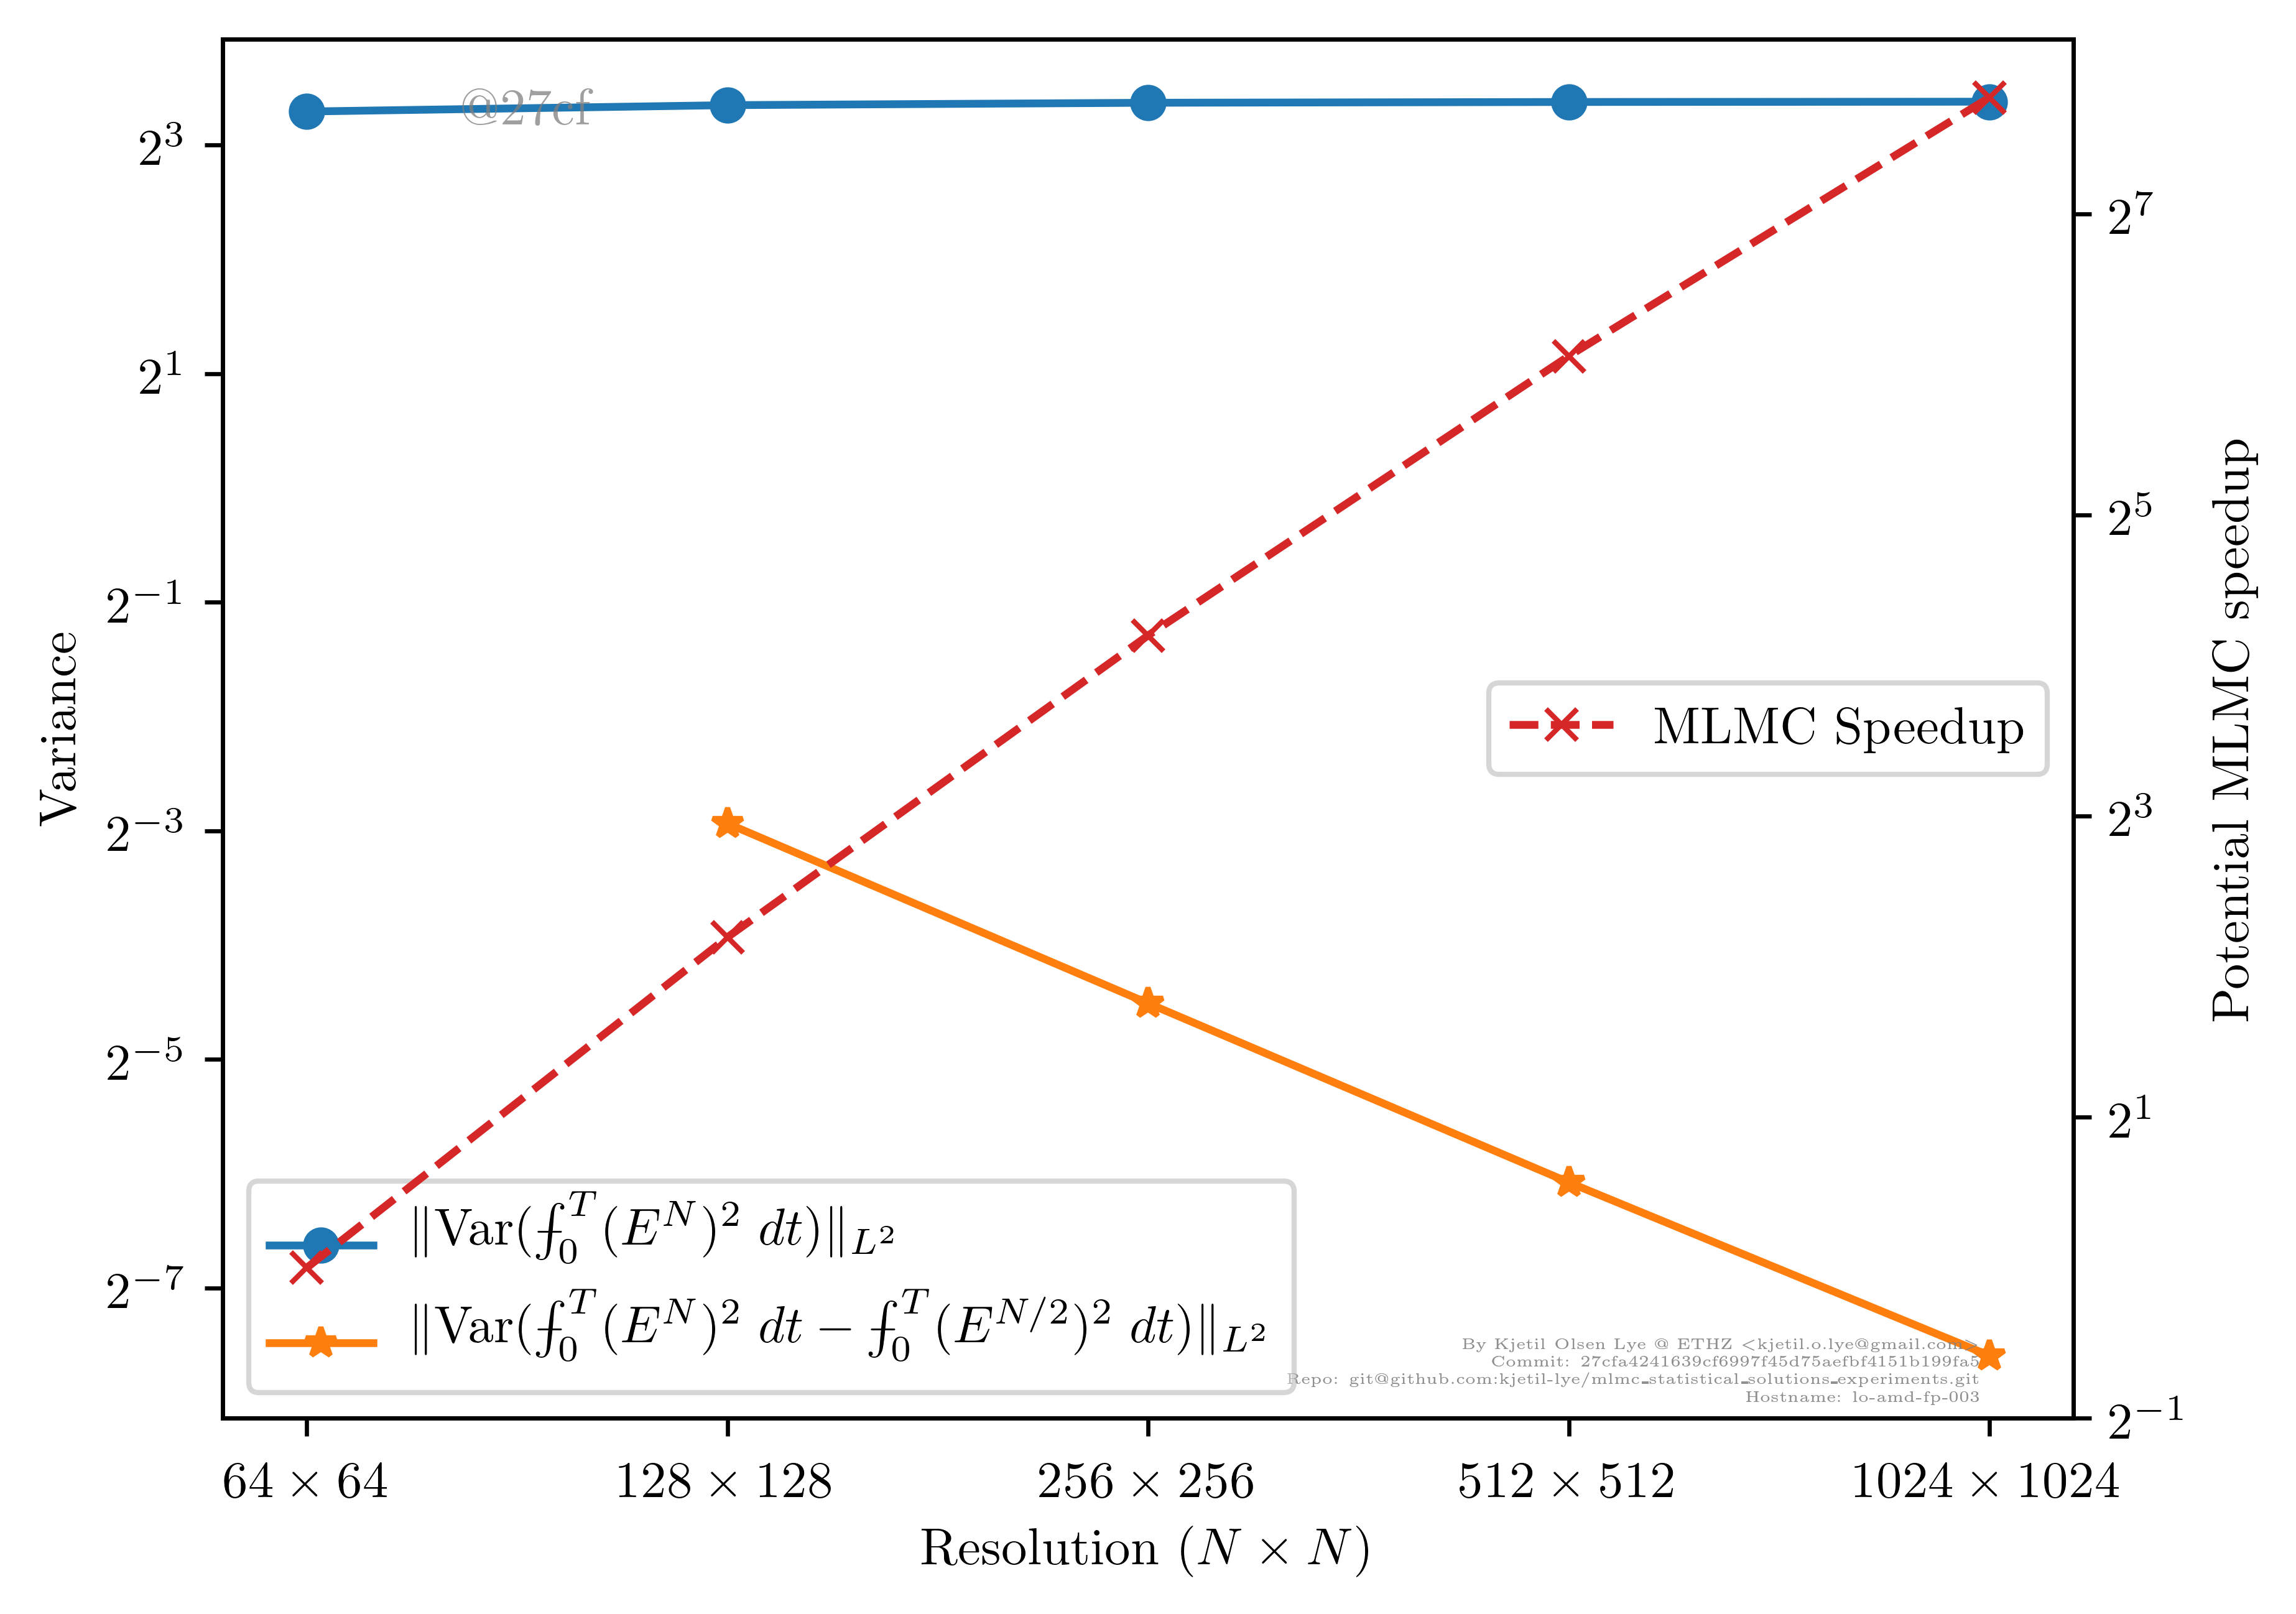 @27cf
2^3
2^1
2^{-1}
2^{-3}
2^{-5}
2^{-7}
Variance
2^7
2^5
2^3
2^1
2^{-1}
Potential MLMC speedup
MLMC Speedup
‖Var(⨍_0^T (E^N)^2 dt)‖_{L^2}
‖Var(⨍_0^T (E^N)^2 dt − ⨍_0^T (E^{N/2})^2 dt)‖_{L^2}
By Kjetil Olsen Lye @ ETHZ <kjetil.o.lye@gmail.com>
Commit: 27cfa4241639cf6997f45d75aefbf4151b199fa5
Repo: git@github.com:kjetil-lye/mlmc_statistical_solutions_experiments.git
Hostname: lo-amd-fp-003
64 × 64 128 × 128 256 × 256 512 × 512 1024 × 1024
Resolution (N × N)